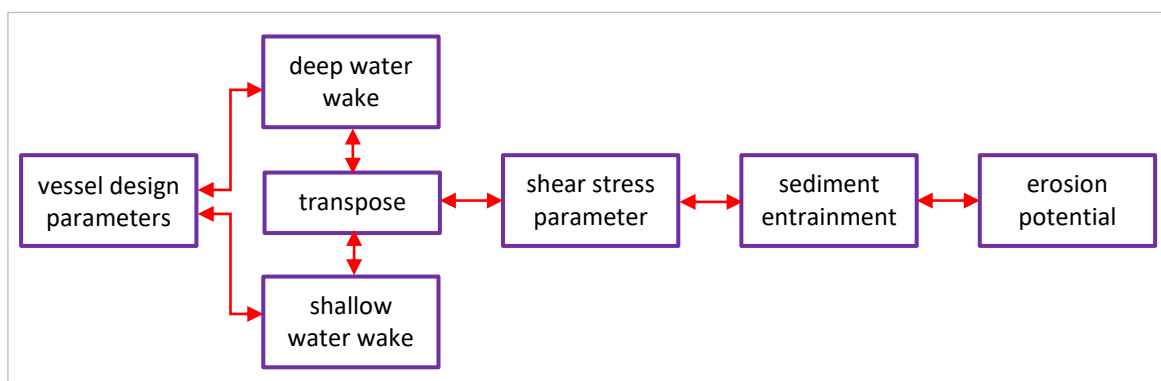 deep water
wake
vessel design
parameters
transpose
shear stress
parameter
sediment
entrainment
erosion
potential
shallow
water wake